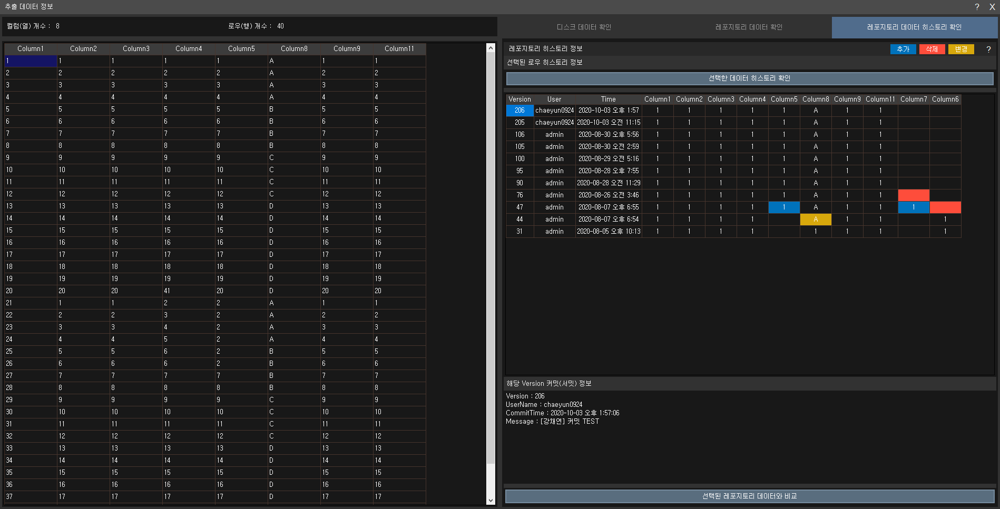 추출 데이터 정보 ? X
컬럼(열) 개수 : 8 로우(행) 개수 : 40
디스크 데이터 확인 레포지토리 데이터 확인 레포지토리 데이터 히스토리 확인
Column1 Column2 Column3 Column4 Column5 Column8 Column9 Column11
1 1 1 1 1 A 1 1
2 2 2 2 2 A 2 2
3 3 3 3 3 A 3 3
4 4 4 4 4 A 4 4
5 5 5 5 5 B 5 5
6 6 6 6 6 B 6 6
7 7 7 7 7 B 7 7
8 8 8 8 8 B 8 8
9 9 9 9 9 C 9 9
10 10 10 10 10 C 10 10
11 11 11 11 11 C 11 11
12 12 12 12 12 C 12 12
13 13 13 13 13 D 13 13
14 14 14 14 14 D 14 14
15 15 15 15 15 D 15 15
16 16 16 16 16 D 16 16
17 17 17 17 17 D 17 17
18 18 18 18 18 D 18 18
19 19 19 19 19 D 19 19
20 20 20 41 20 D 20 20
21 1 1 2 2 A 1 1
22 2 2 3 2 A 2 2
23 3 3 4 2 A 3 3
24 4 4 5 2 A 4 4
25 5 5 6 2 B 5 5
26 6 6 6 2 B 6 6
27 7 7 7 7 B 7 7
28 8 8 8 8 B 8 8
29 9 9 9 9 C 9 9
30 10 10 10 10 C 10 10
31 11 11 11 11 C 11 11
32 12 12 12 12 C 12 12
33 13 13 13 13 D 13 13
34 14 14 14 14 D 14 14
35 15 15 15 15 D 15 15
36 16 16 16 16 D 16 16
37 17 17 17 17 D 17 17
레포지토리 히스토리 정보 추가 삭제 변경 ?
선택된 로우 히스토리 정보
선택한 데이터 히스토리 확인
Version User Time Column1 Column2 Column3 Column4 Column5 Column8 Column9 Column11 Column7 Column6
206 chaeyun0924 2020-10-03 오후 1:57 1 1 1 1 1 A 1 1
205 chaeyun0924 2020-10-03 오전 11:15 1 1 1 1 1 A 1 1
106 admin 2020-08-30 오후 5:56 1 1 1 1 1 A 1 1
105 admin 2020-08-30 오전 2:59 1 1 1 1 1 A 1 1
100 admin 2020-08-29 오전 5:16 1 1 1 1 1 A 1 1
95 admin 2020-08-28 오후 7:55 1 1 1 1 1 A 1 1
90 admin 2020-08-28 오전 11:29 1 1 1 1 1 A 1 1
76 admin 2020-08-26 오전 3:46 1 1 1 1 1 A 1 1
47 admin 2020-08-07 오후 6:55 1 1 1 1 1 A 1 1 1
44 admin 2020-08-07 오후 6:54 1 1 1 1 A 1 1 1
31 admin 2020-08-05 오후 10:13 1 1 1 1 1 1 1 1
해당 Version 커밋(서밋) 정보
Version : 206
UserName : chaeyun0924
CommitTime : 2020-10-03 오후 1:57:06
Message : [강채연] 커밋 TEST
선택된 레포지토리 데이터와 비교